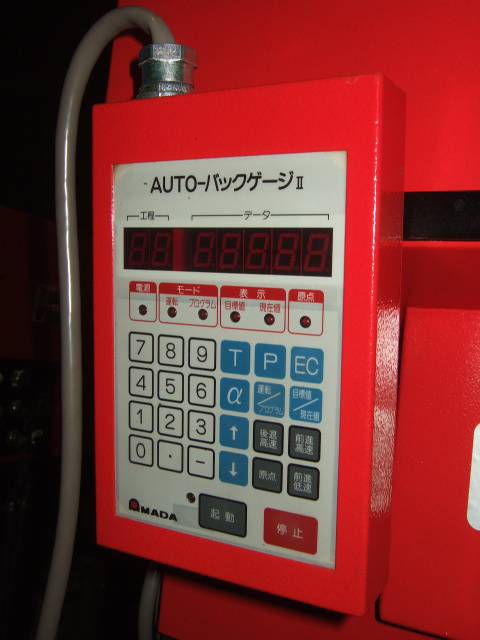 AUTO-バックゲージII
工程 データ
電源 モード 表示 原点
運転 プログラム 目標値 現在値
7 8 9 T P EC
4 5 6 α 運転/プログラム 目標値/現在値
1 2 3 ↑ 後退高速 前進高速
0 . − ↓ 原点 前進低速
AMADA 起動 停止